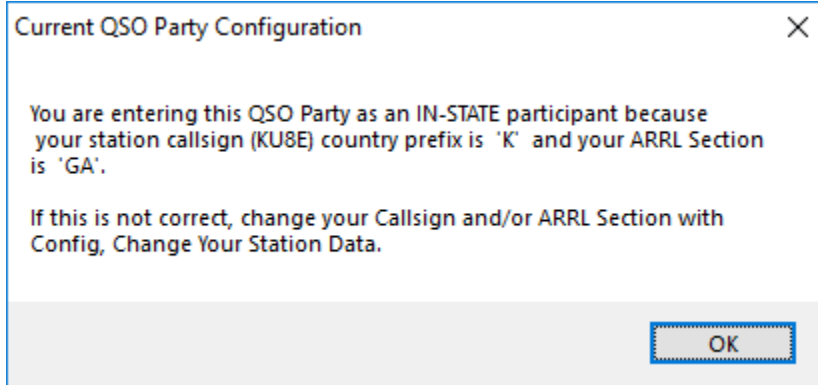 Current QSO Party Configuration
You are entering this QSO Party as an IN-STATE participant because
your station callsign (KU8E) country prefix is 'K' and your ARRL Section
is 'GA'.
If this is not correct, change your Callsign and/or ARRL Section with
Config, Change Your Station Data.
OK